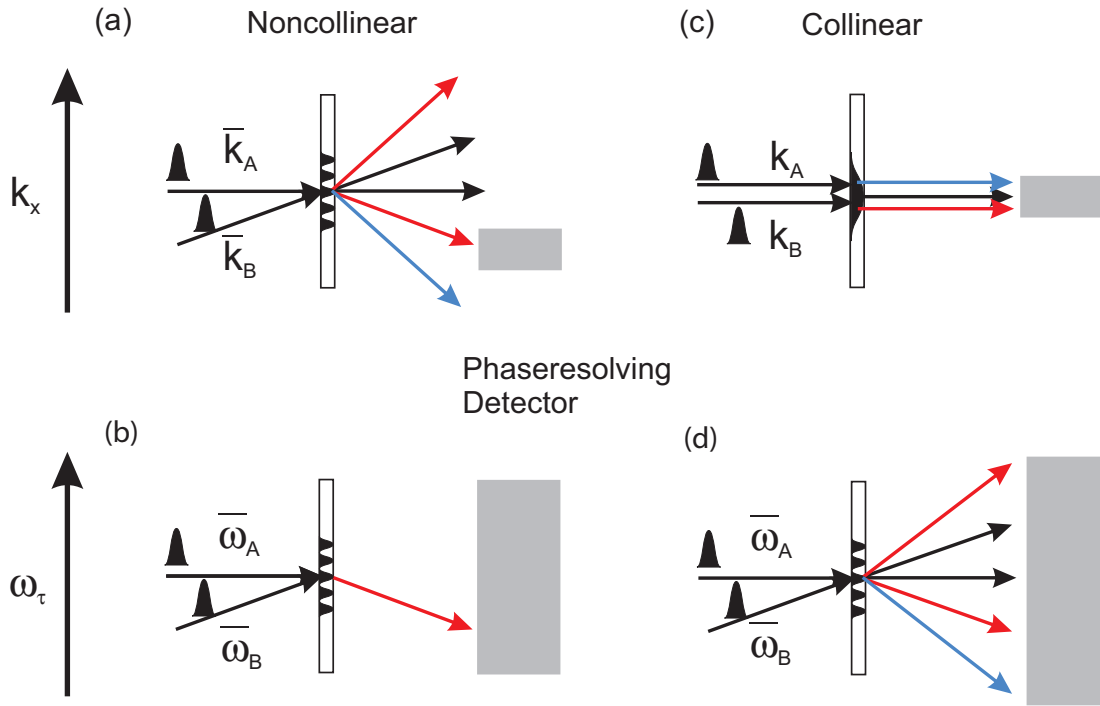 (a)
Noncollinear
(c)
Collinear
k̅A
kA
kx
k̅B
kB
Phaseresolving
Detector
(b)
(d)
ω̅A
ω̅A
ωτ
ω̅B
ω̅B